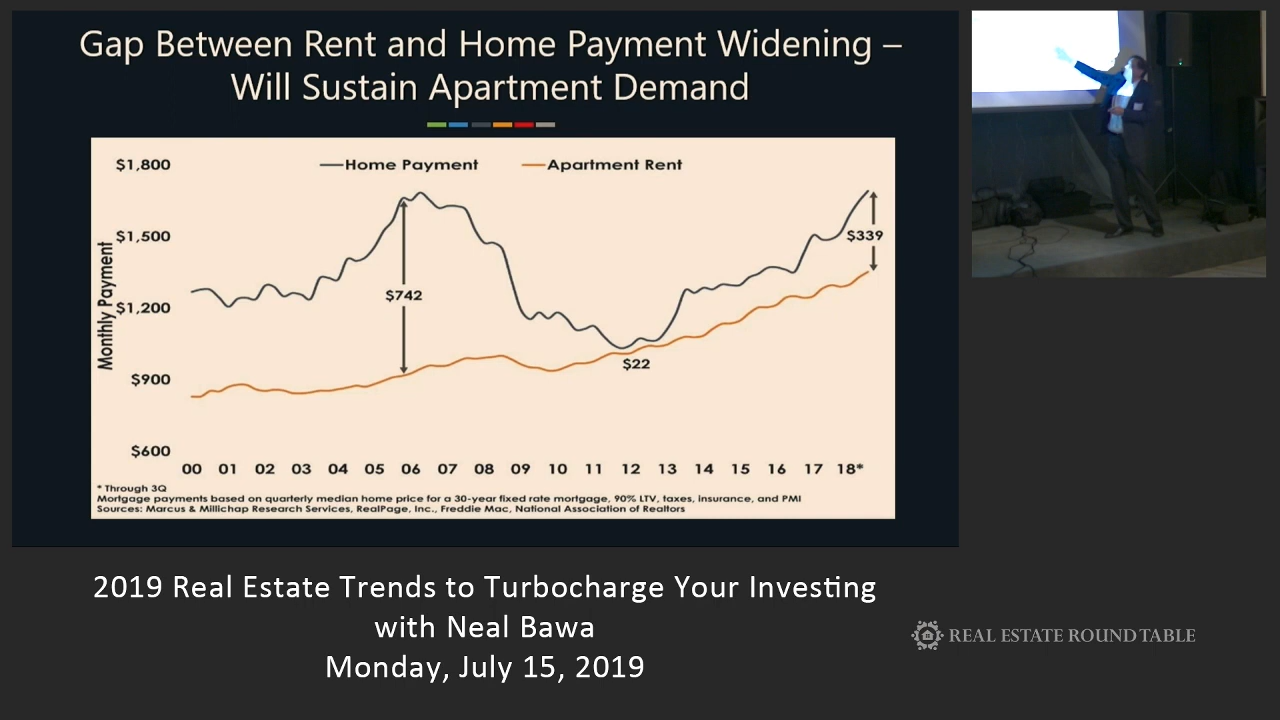 Gap Between Rent and Home Payment Widening –
Will Sustain Apartment Demand
$1,800
Home Payment
Apartment Rent
$1,500
$339
Monthly Payment
$742
$1,200
$22
$900
$600
00 01 02 03 04 05 06 07 08 09 10 11 12 13 14 15 16 17 18*
* Through 3Q
Mortgage payments based on quarterly median home price for a 30-year fixed rate mortgage, 90% LTV, taxes, insurance, and PMI
Sources: Marcus & Millichap Research Services, RealPage, Inc., Freddie Mac, National Association of Realtors
2019 Real Estate Trends to Turbocharge Your Investing
with Neal Bawa
Monday, July 15, 2019
REAL ESTATE ROUND TABLE